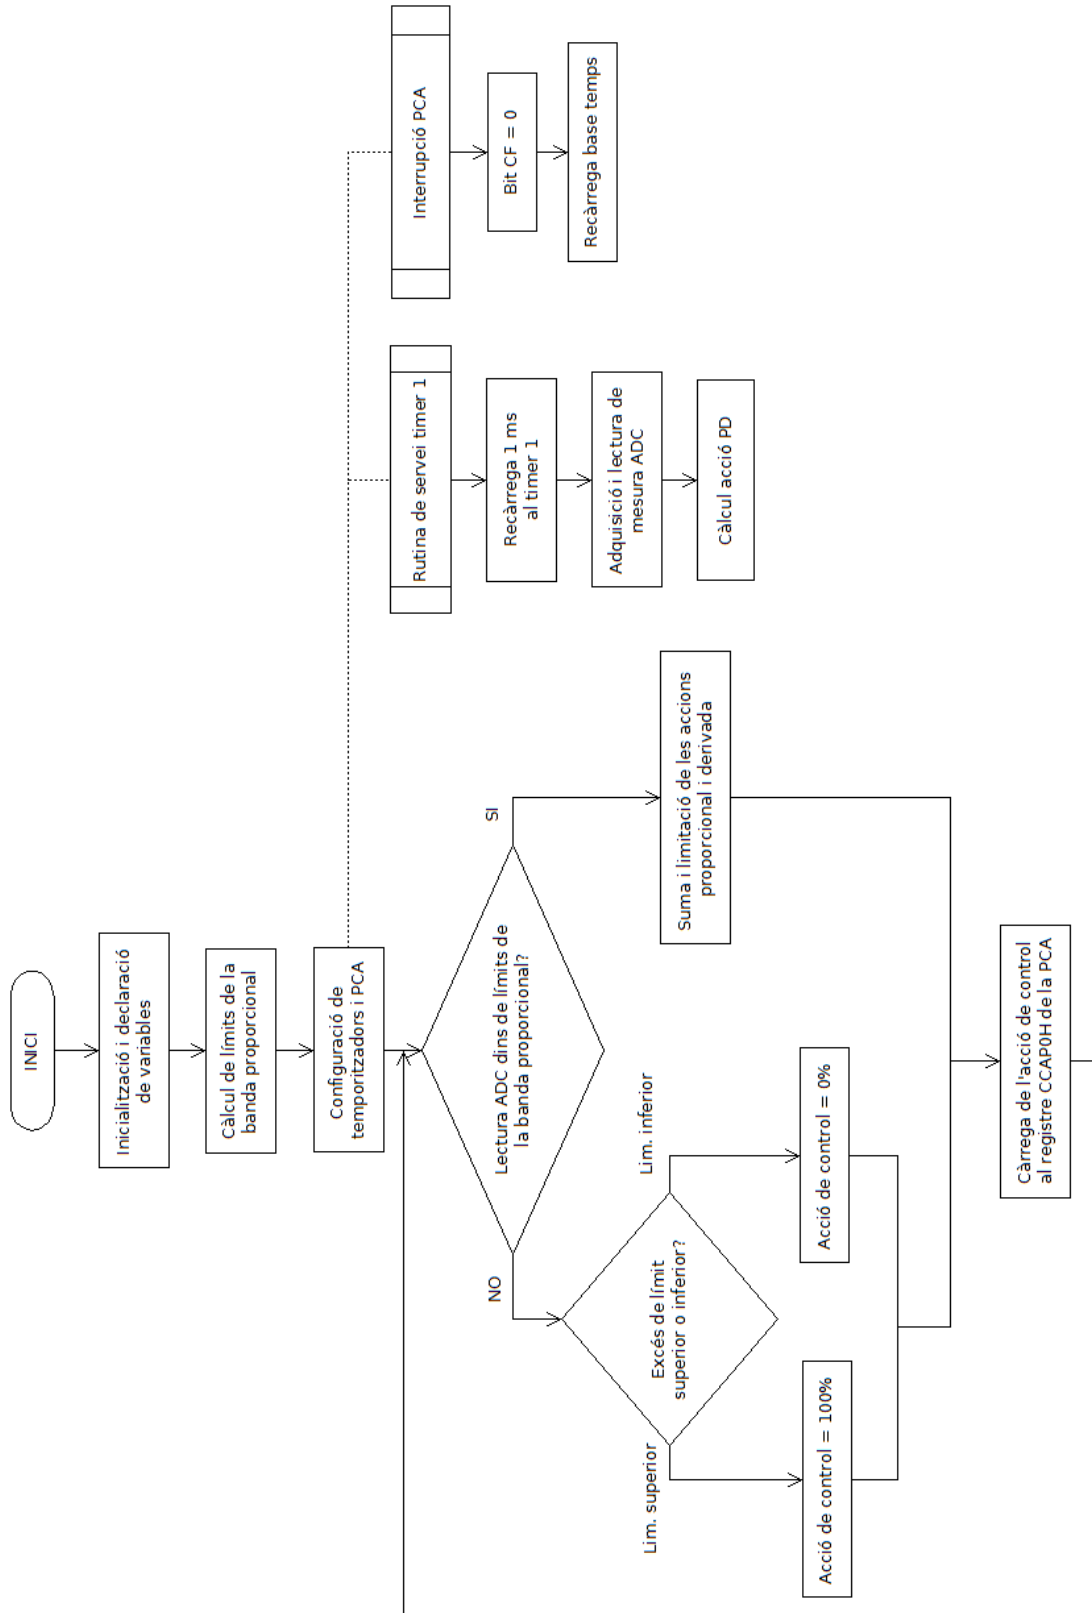 INICI
Inicialització i declaració
de variables
Càlcul de límits de la
banda proporcional
Configuració de
temporitzadors i PCA
Lectura ADC dins de límits de
la banda proporcional?
NO
SI
Excés de límit
superior o inferior?
Lim. superior
Lim. inferior
Acció de control = 100%
Acció de control = 0%
Suma i limitació de les accions
proporcional i derivada
Càrrega de l'acció de control
al registre CCAP0H de la PCA
Rutina de servei timer 1
Recàrrega 1 ms
al timer 1
Adquisició i lectura de
mesura ADC
Càlcul acció PD
Interrupció PCA
Bit CF = 0
Recàrrega base temps